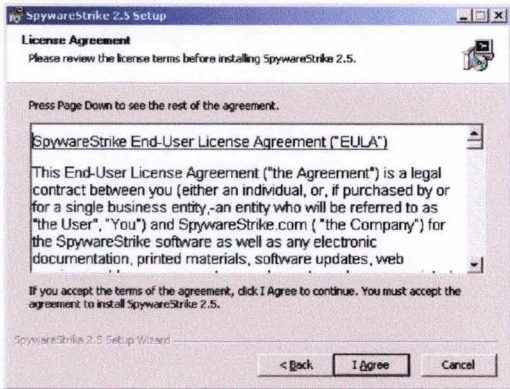 SpywareStrike 2.5 Setup
License Agreement
Please review the license terms before installing SpywareStrike 2.5.
Press Page Down to see the rest of the agreement.
SpywareStrike End-User License Agreement ("EULA")
This End-User License Agreement ("the Agreement") is a legal
contract between you (either an individual, or, if purchased by or
for a single business entity,-an entity who will be referred to as
"the User", "You") and SpywareStrike.com ( "the Company") for
the SpywareStrike software as well as any electronic
documentation, printed materials, software updates, web
If you accept the terms of the agreement, click I Agree to continue. You must accept the
agreement to install SpywareStrike 2.5.
SpywareStrike 2.5 Setup Wizard
< Back
I Agree
Cancel